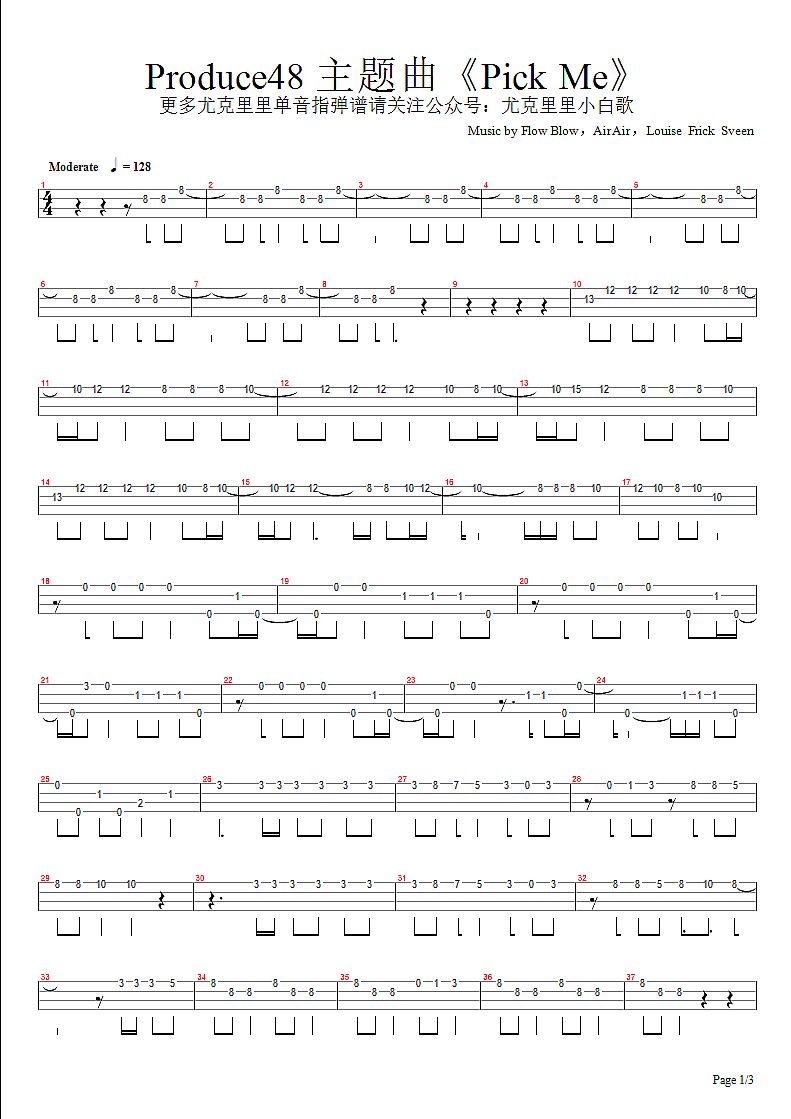 Produce48 主题曲《Pick Me》
更多尤克里里单音指弹谱请关注公众号：尤克里里小白歌
Music by Flow Blow，AirAir，Louise Frick Sveen
Moderate ♩ = 128
1 2 3 4 5
4/4 8 8 8 8 8 8 8 8 8 8 8 8 8 8 8 8 8 8 8 8 8
6 7 8 9 10
8 8 8 8 8 8 8 8 8 8 8 8 13 12 12 12 12 10 8 10
11 12 13
10 12 12 8 8 8 10 12 12 12 12 10 8 10 10 15 12 8 8 8 10
14 15 16 17
13 12 12 12 12 10 8 10 10 12 12 8 8 10 12 10 8 8 8 10 12 10 8 10 10
18 19 20
0 0 0 0 0 1 0 0 0 0 1 1 1 0 0 0 0 0 0 1 0
21 22 23 24
0 3 0 1 1 1 0 0 0 0 0 0 1 0 0 0 0 1 1 0 0 1 1 1 0
25 26 27 28
0 0 1 0 2 1 3 3 3 3 3 3 3 8 7 5 3 0 3 0 1 3 8 8 5
29 30 31 32
8 8 10 10 3 3 3 3 3 3 8 7 5 3 0 3 8 8 5 8 10 8
33 34 35 36 37
3 3 3 5 8 8 8 8 8 8 8 8 0 1 3 8 8 8 8 8 8 8
Page 1/3